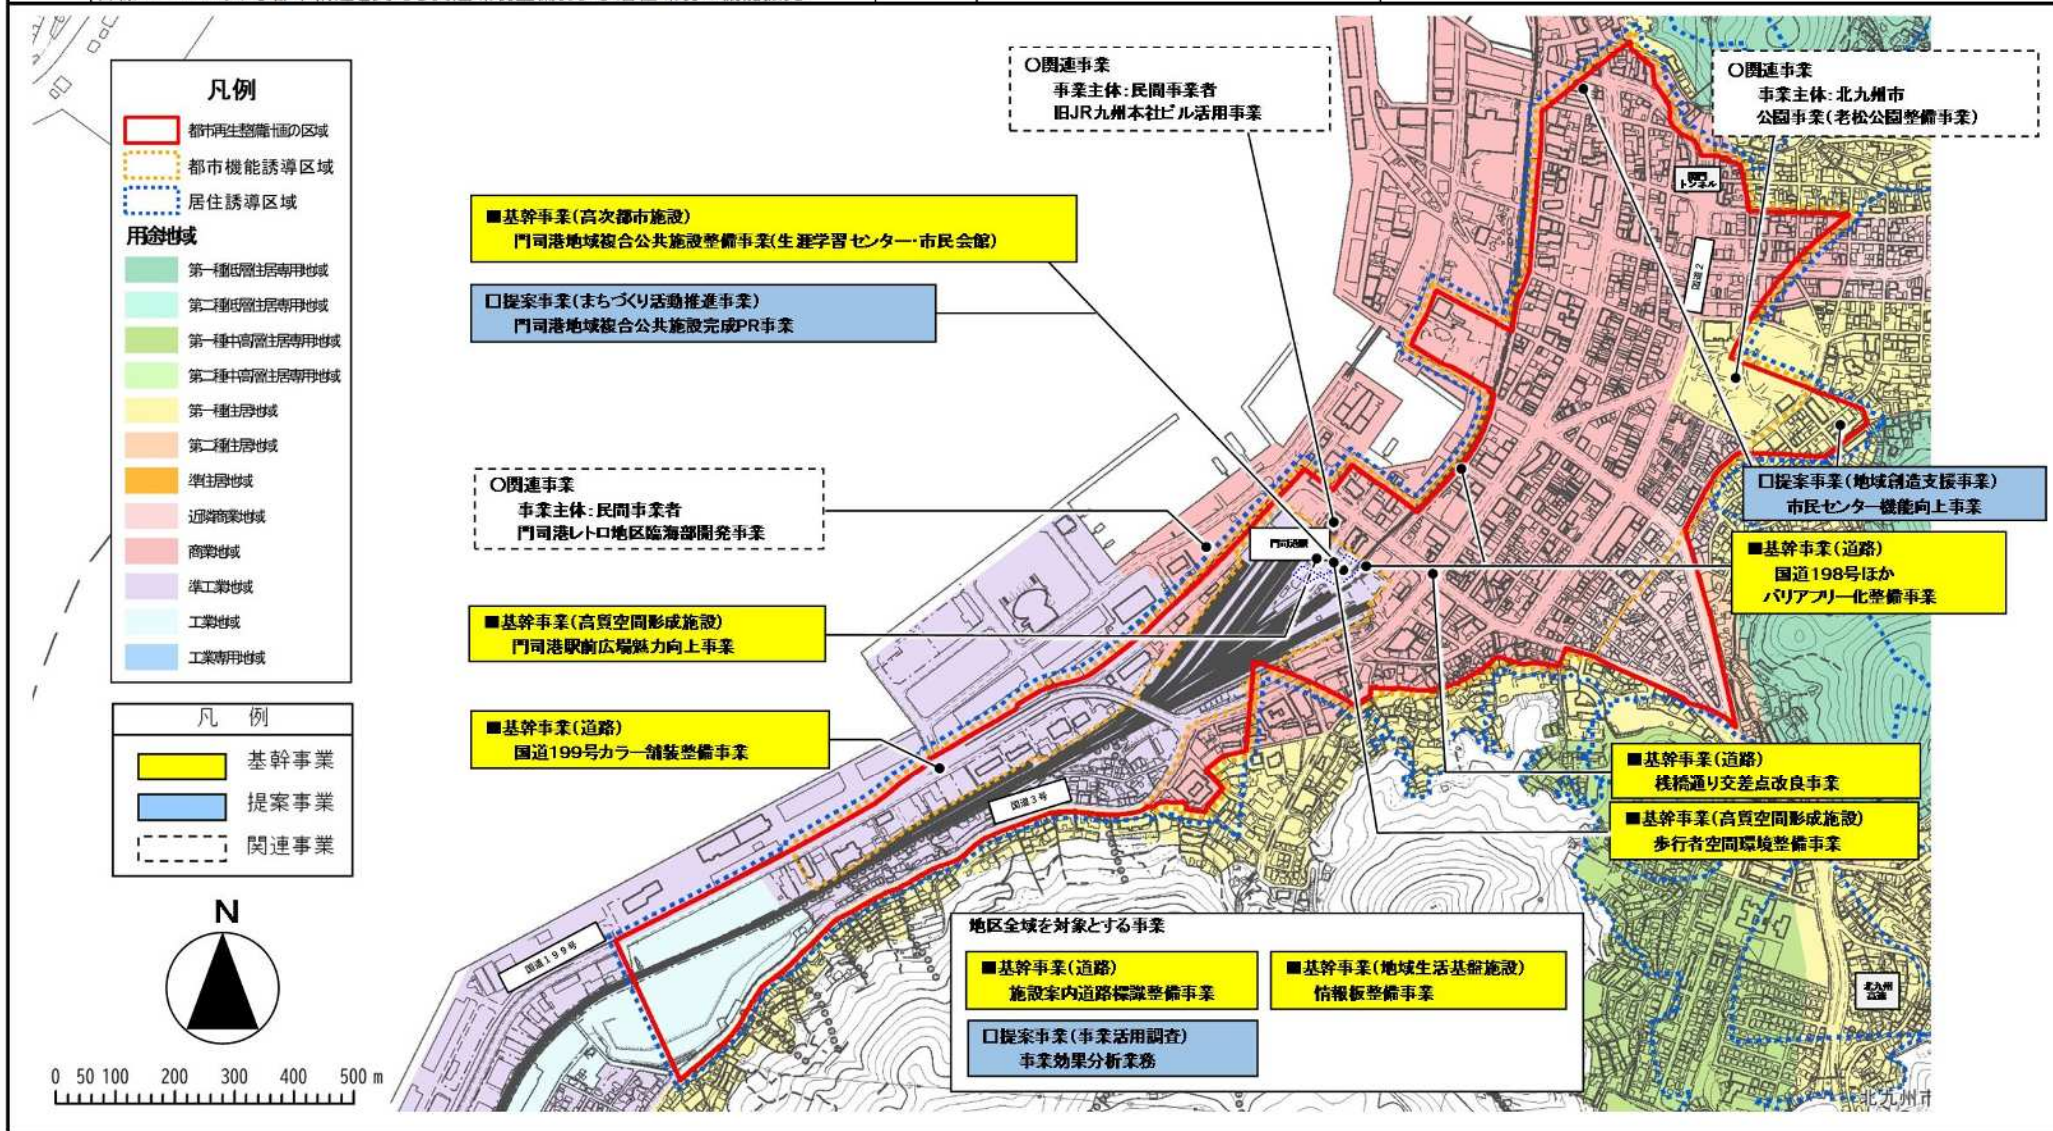 凡例
都市再生整備計画の区域
都市機能誘導区域
居住誘導区域
用途地域
第一種低層住居専用地域
第二種低層住居専用地域
第一種中高層住居専用地域
第二種中高層住居専用地域
第一種住居地域
第二種住居地域
準住居地域
近隣商業地域
商業地域
準工業地域
工業地域
工業専用地域
凡 例
基幹事業
提案事業
関連事業
N
0 50 100 200 300 400 500 m
〇関連事業
事業主体：民間事業者
旧JR九州本社ビル活用事業
〇関連事業
事業主体：北九州市
公園事業（老松公園整備事業）
■基幹事業（高次都市施設）
門司港地域複合公共施設整備事業（生涯学習センター・市民会館）
□提案事業（まちづくり活動推進事業）
門司港地域複合公共施設完成PR事業
〇関連事業
事業主体：民間事業者
門司港レトロ地区臨海部開発事業
■基幹事業（高質空間形成施設）
門司港駅前広場魅力向上事業
■基幹事業（道路）
国道199号カラー舗装整備事業
関門
トンネル
国道2
門司港駅
国道3号
国道199号
□提案事業（地域創造支援事業）
市民センター機能向上事業
■基幹事業（道路）
国道198号ほか
バリアフリー化整備事業
■基幹事業（道路）
桟橋通り交差点改良事業
■基幹事業（高質空間形成施設）
歩行者空間環境整備事業
地区全域を対象とする事業
■基幹事業（道路）
施設案内道路標識整備事業
■基幹事業（地域生活基盤施設）
情報板整備事業
□提案事業（事業活用調査）
事業効果分析業務
北九州
高速
北九州市